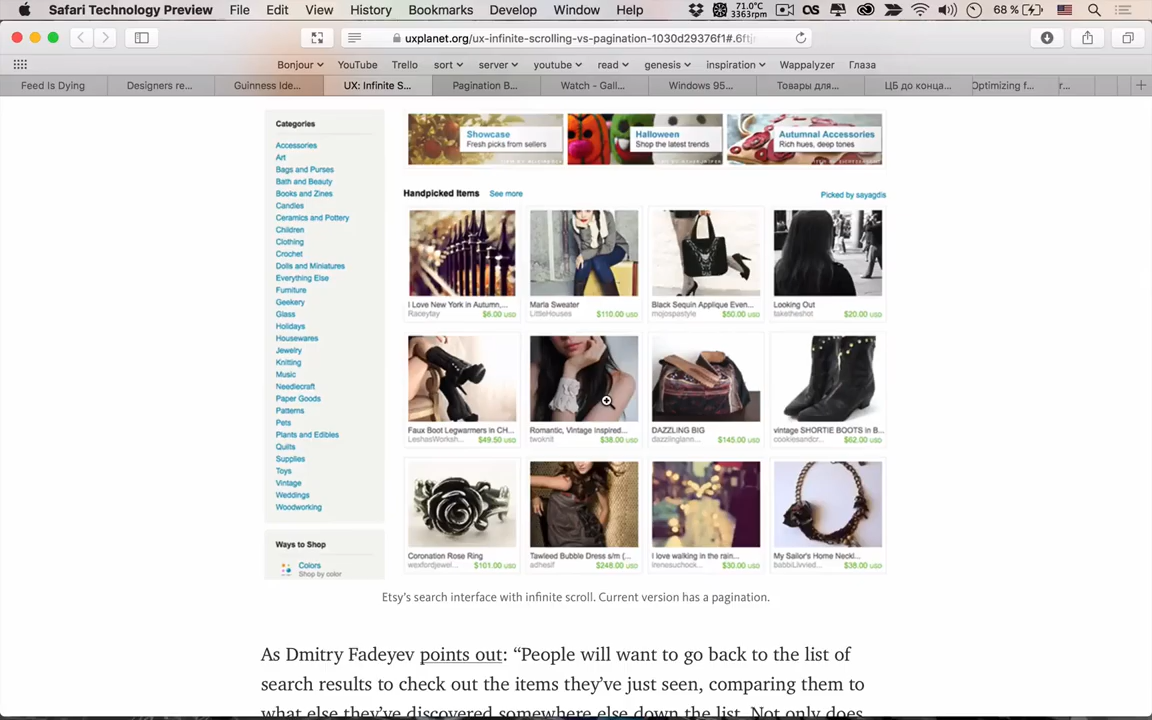 Safari Technology Preview File Edit View History Bookmarks Develop Window Help
71.0°C
3363rpm
68 %
uxplanet.org/ux-infinite-scrolling-vs-pagination-1030d29376f1#.6ftj
Bonjour YouTube Trello sort server youtube read genesis inspiration Wappalyzer Глаза
Feed Is Dying Designers re... Guinness Ide... UX: Infinite S... Pagination B... Watch – Gall... Windows 95... Товары для... ЦБ до конца... Optimizing f...
Categories
Accessories
Art
Bags and Purses
Bath and Beauty
Books and Zines
Candles
Ceramics and Pottery
Children
Clothing
Crochet
Dolls and Miniatures
Everything Else
Furniture
Geekery
Glass
Holidays
Housewares
Jewelry
Knitting
Music
Needlecraft
Paper Goods
Patterns
Pets
Plants and Edibles
Quilts
Supplies
Toys
Vintage
Weddings
Woodworking
Ways to Shop
Colors
Shop by color
Showcase
Fresh picks from sellers
Halloween
Shop the latest trends
Autumnal Accessories
Rich hues, deep tones
Handpicked Items See more Picked by sayagdis
I Love New York in Autumn,...
Raceytay $6.00 USD
Marla Sweater
LittleHouses $110.00 USD
Black Sequin Applique Even...
mojospastyle $50.00 USD
Looking Out
taketheshot $20.00 USD
Faux Boot Legwarmers in CH...
LeshasWorksh... $49.50 USD
Romantic, Vintage Inspired...
twoknit $38.00 USD
DAZZLING BIG
dazzlinglann... $145.00 USD
vintage SHORTIE BOOTS in B...
cookiesandcr... $62.00 USD
Coronation Rose Ring
wexfordjewel... $101.00 USD
Tawleed Bubble Dress s/m (...
adhesif $248.00 USD
I love walking in the rain...
irenesuchock... $30.00 USD
My Sailor's Home Neckl...
babbiLivvied... $38.00 USD
Etsy's search interface with infinite scroll. Current version has a pagination.
As Dmitry Fadeyev points out: “People will want to go back to the list of
search results to check out the items they’ve just seen, comparing them to
what else they’ve discovered somewhere else down the list. Not only does